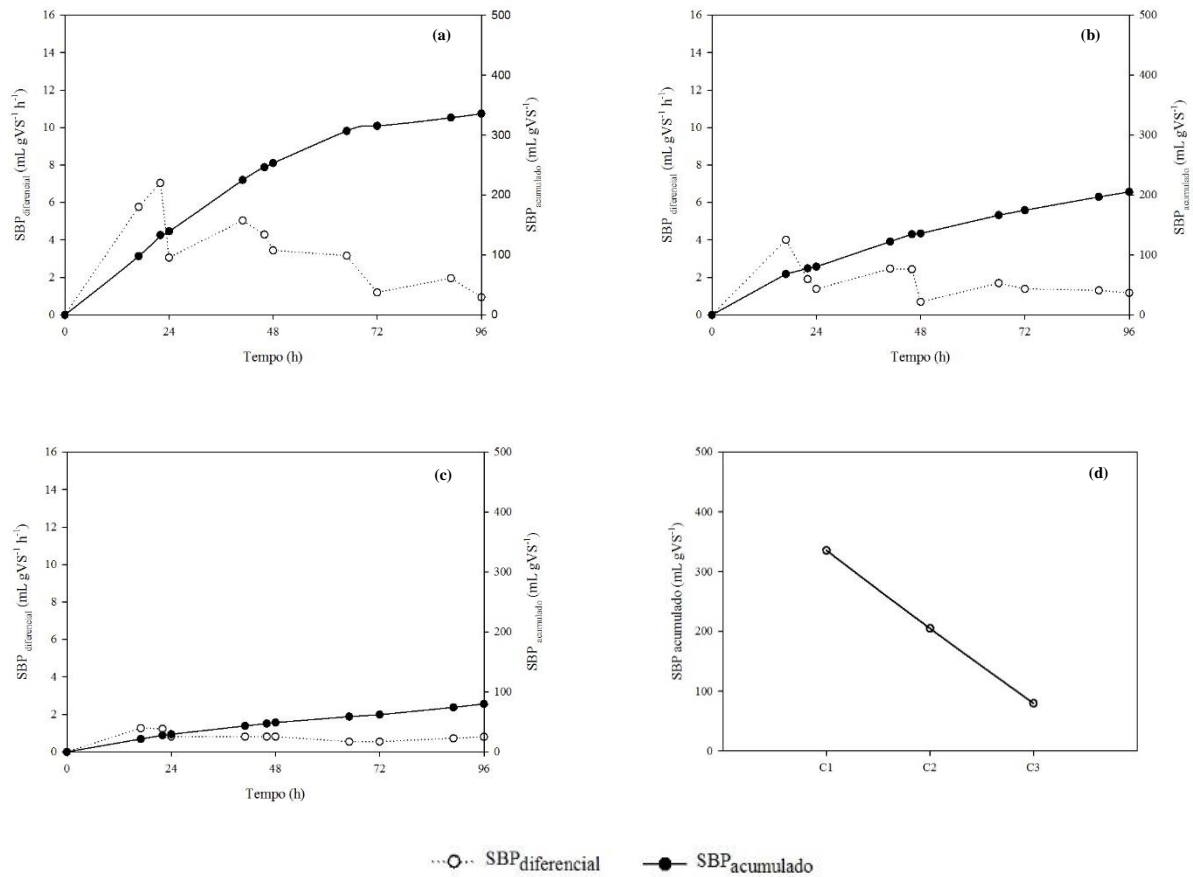 (a)
SBP diferencial (mL gVS⁻¹ h⁻¹)
16
14
12
10
8
6
4
2
0
500
400
300
200
100
0
SBP acumulado (mL gVS⁻¹)
0 24 48 72 96
Tempo (h)
(b)
SBP diferencial (mL gVS⁻¹ h⁻¹)
16
14
12
10
8
6
4
2
0
500
400
300
200
100
0
SBP acumulado (mL gVS⁻¹)
0 24 48 72 96
Tempo (h)
(c)
SBP diferencial (mL gVS⁻¹ h⁻¹)
16
14
12
10
8
6
4
2
0
500
400
300
200
100
0
SBP acumulado (mL gVS⁻¹)
0 24 48 72 96
Tempo (h)
(d)
SBP acumulado (mL gVS⁻¹)
500
400
300
200
100
0
C1 C2 C3
SBP diferencial SBP acumulado